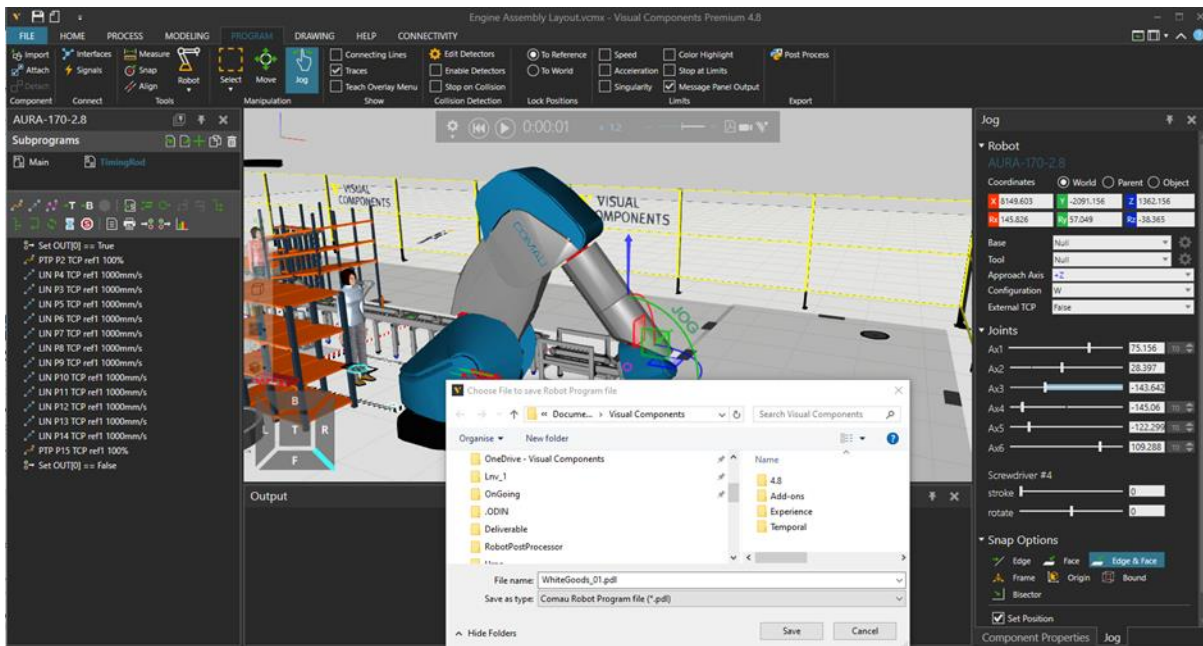 Engine Assembly Layout.vcmx - Visual Components Premium 4.8
FILE HOME PROCESS MODELING PROGRAM DRAWING HELP CONNECTIVITY
Import Interfaces Measure Connecting Lines Edit Detectors To Reference Speed Color Highlight Post Process
Attach Signals Snap Traces Enable Detectors To World Acceleration Stop at Limits
Detach Align Robot Select Move Jog Teach Overlay Menu Stop on Collision Singularity Message Panel Output
Component Connect Tools Manipulation Show Collision Detection Lock Positions Limits Export
AURA-170-2.8
Subprograms
Main TimingRod
Set OUT[0] == True
PTP P2 TCP ref1 100%
LIN P4 TCP ref1 1000mm/s
LIN P3 TCP ref1 1000mm/s
LIN P5 TCP ref1 1000mm/s
LIN P6 TCP ref1 1000mm/s
LIN P7 TCP ref1 1000mm/s
LIN P8 TCP ref1 1000mm/s
LIN P9 TCP ref1 1000mm/s
LIN P10 TCP ref1 1000mm/s
LIN P11 TCP ref1 1000mm/s
LIN P12 TCP ref1 1000mm/s
LIN P13 TCP ref1 1000mm/s
LIN P14 TCP ref1 1000mm/s
PTP P15 TCP ref1 100%
Set OUT[0] == False
0:00:01 x 1.2
VISUAL
COMPONENTS
VISUAL
COMPONENTS
COMAU
JOG
B
L T R
F
Output
Choose File to save Robot Program file
« Docume... > Visual Components Search Visual Components
Organise New folder
OneDrive - Visual Components
Lnv_1
OnGoing
.ODIN
Deliverable
RobotPostProcessor
Name
4.8
Add-ons
Experience
Temporal
File name: WhiteGoods_01.pdl
Save as type: Comau Robot Program file (*.pdl)
Hide Folders Save Cancel
Jog
Robot
AURA-170-2.8
Coordinates World Parent Object
X 8149.603 Y -2091.156 Z 1362.156
Rx 145.826 Ry 57.049 Rz -38.365
Base Null
Tool Null
Approach Axis +Z
Configuration W
External TCP False
Joints
Ax1 75.156
Ax2 28.397
Ax3 -143.642
Ax4 -145.06
Ax5 -122.299
Ax6 109.288
Screwdriver #4
stroke 0
rotate 0
Snap Options
Edge Face Edge & Face
Frame Origin Bound
Bisector
Set Position
Component Properties Jog